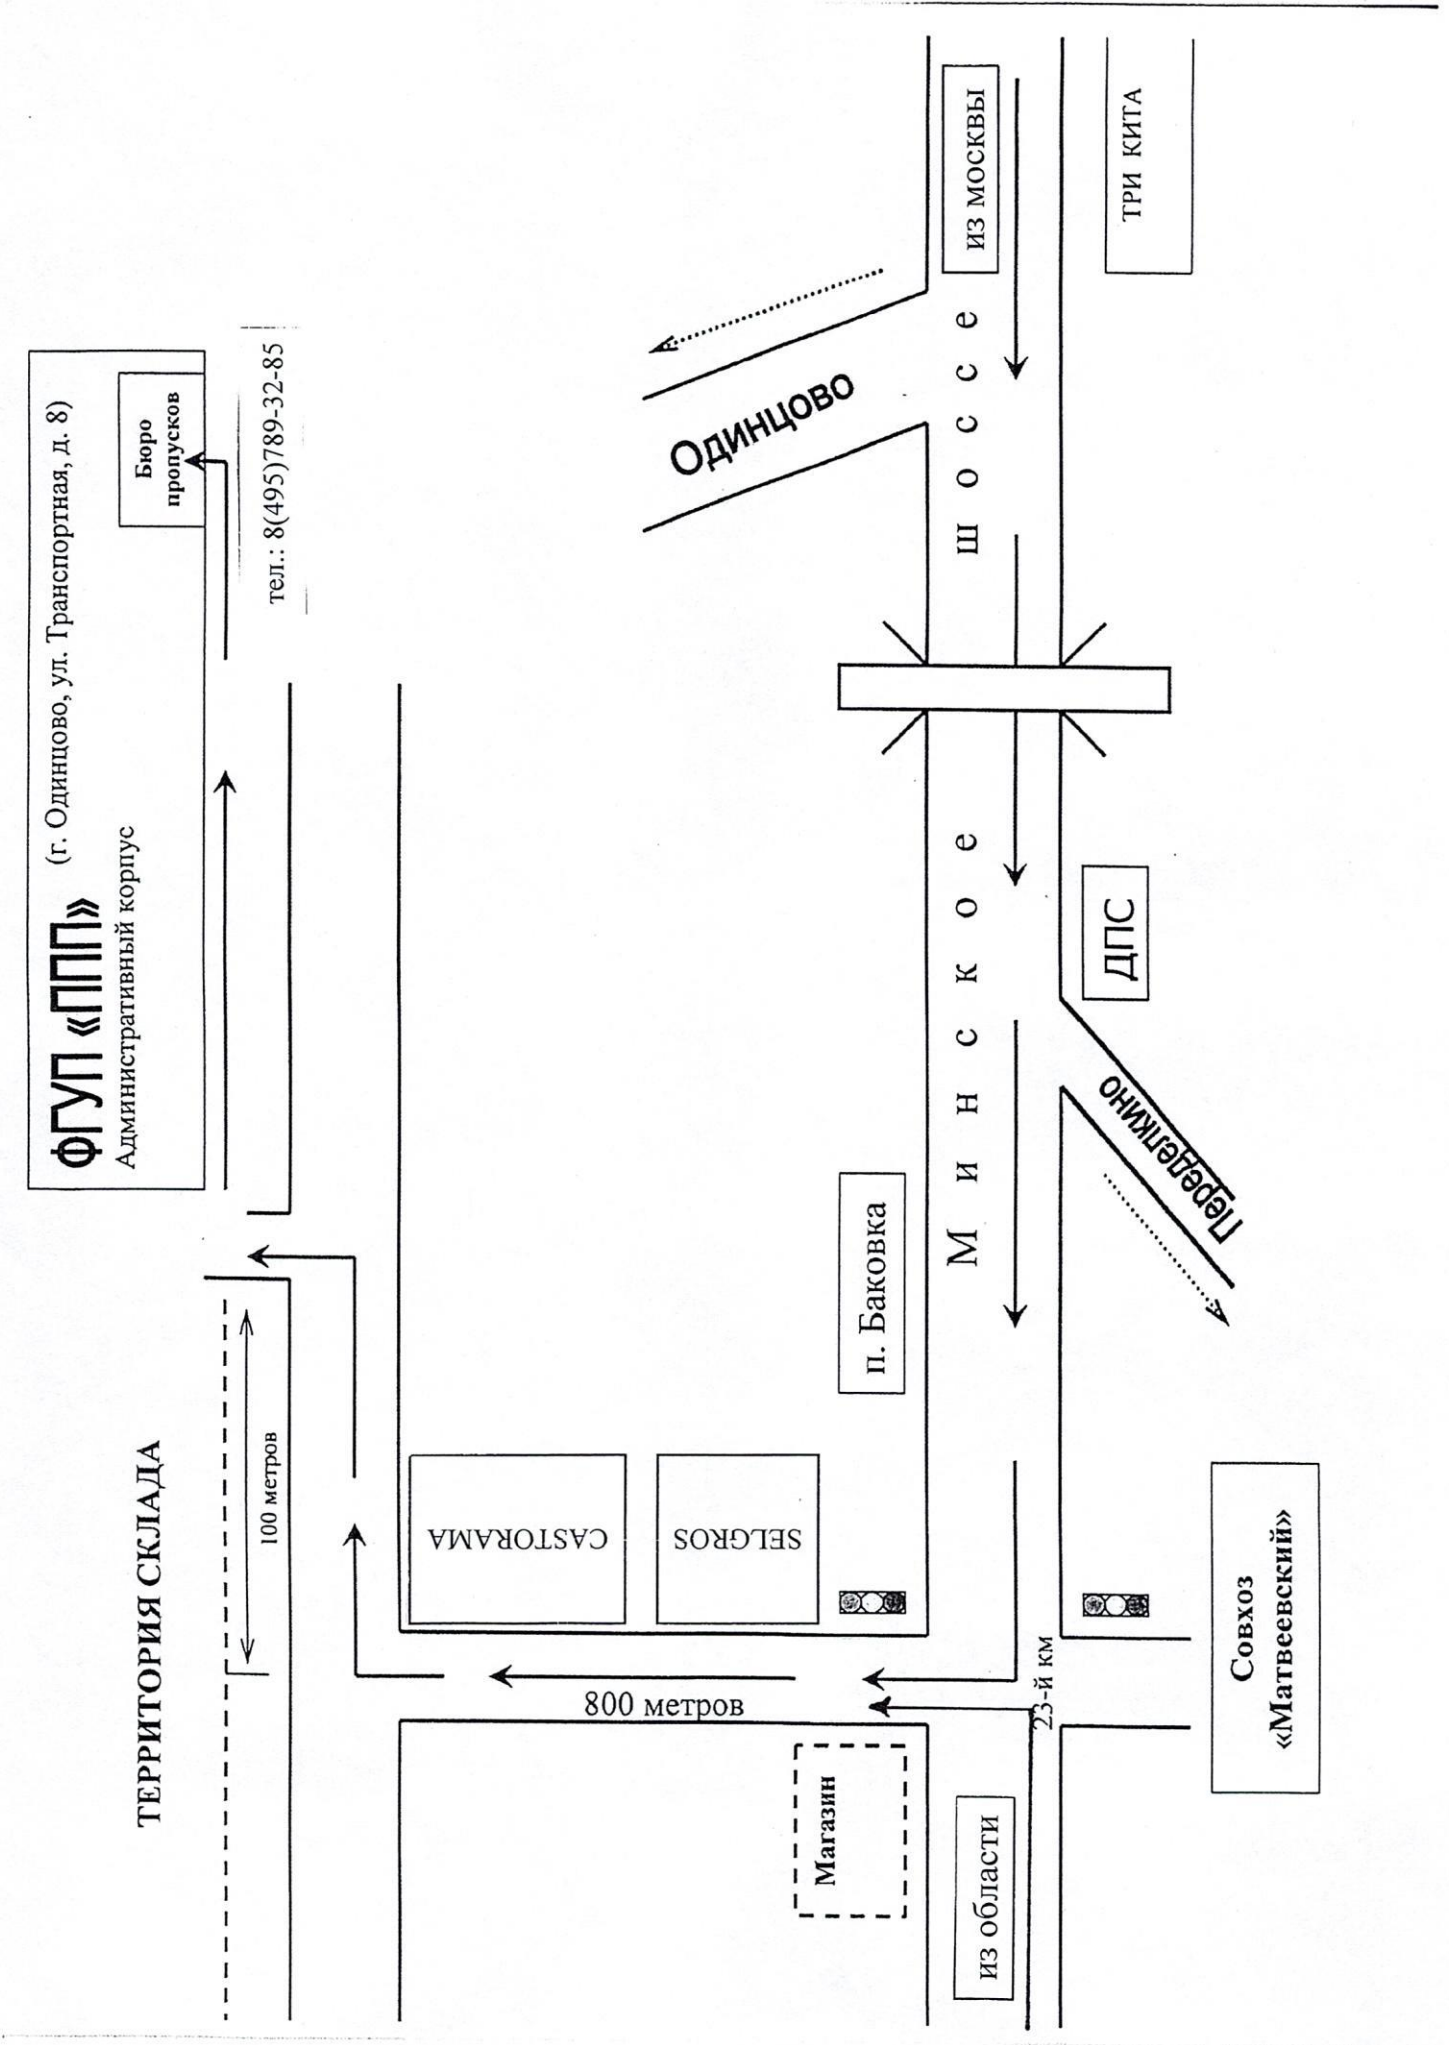 ФГУП «ППП»
(г. Одинцово, ул. Транспортная, д. 8)
Административный корпус
Бюро
пропусков
тел.: 8(495)789-32-85
ТЕРРИТОРИЯ СКЛАДА
100 метров
CASTORAMA
SELGROS
800 метров
Магазин
п. Баковка
Одинцово
из области
Минское шоссе
из москвы
23-й км
Переделкино
ДПС
ТРИ КИТА
Совхоз
«Матвеевский»